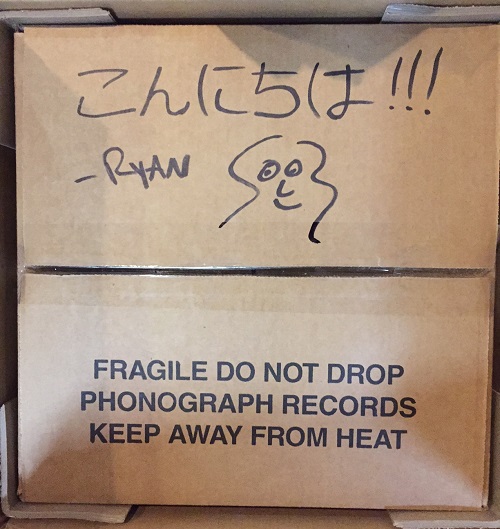 こんにちは!!!
-RYAN
FRAGILE DO NOT DROP
PHONOGRAPH RECORDS
KEEP AWAY FROM HEAT